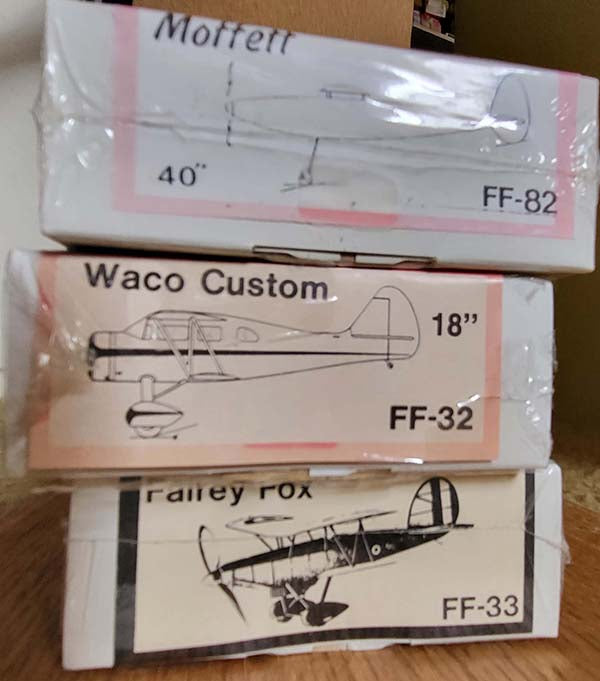 Moffett
40"
FF-82
Waco Custom
18"
FF-32
Fairey Fox
FF-33